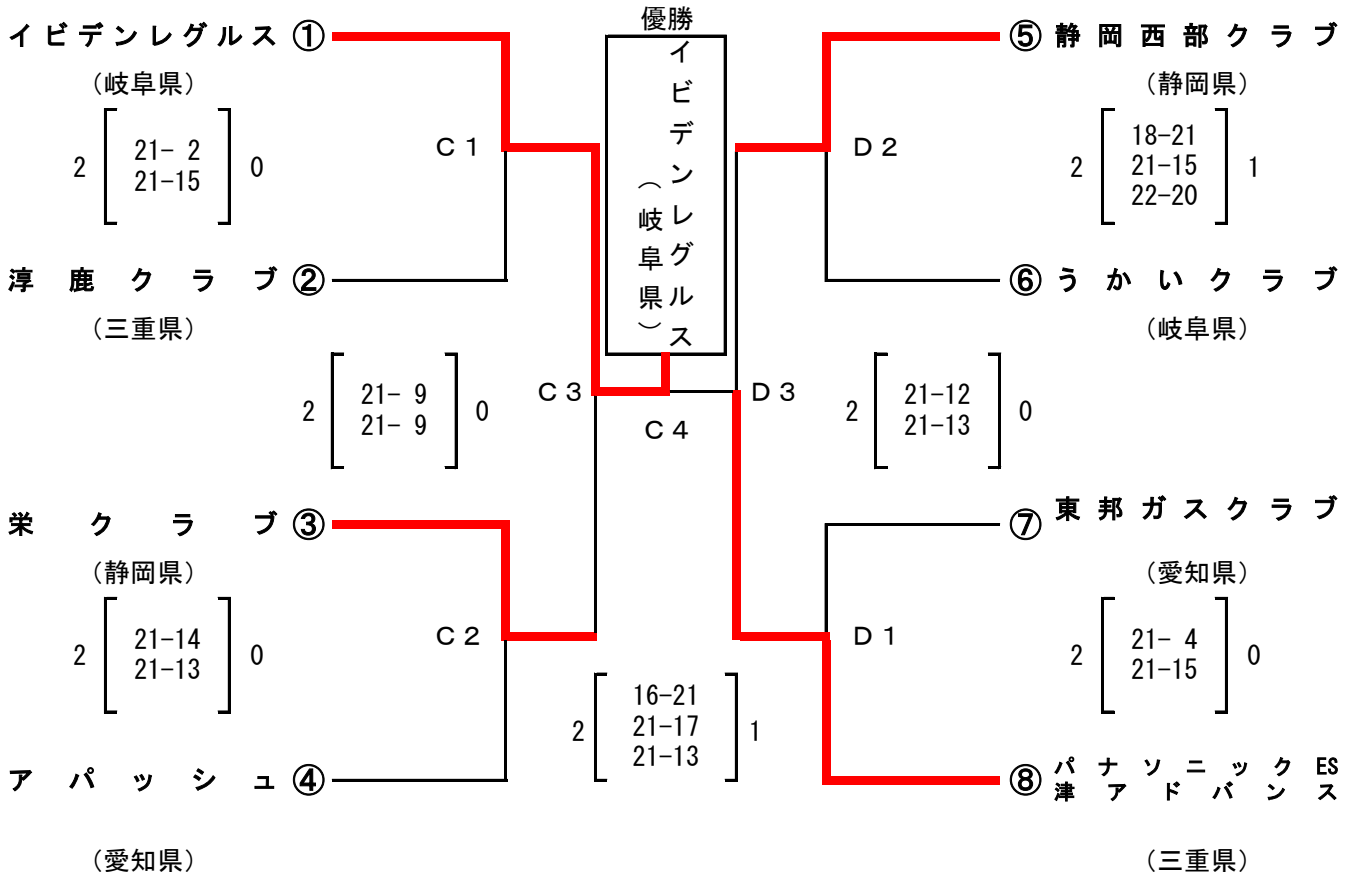 優勝
イビデンレグルス
（岐阜県）
イビデンレグルス ①
（岐阜県）
2 21- 2 0
21-15
C1
淳鹿クラブ ②
（三重県）
2 21- 9 0
21- 9
C3
栄クラブ ③
（静岡県）
2 21-14 0
21-13
C2
アパッシュ ④
（愛知県）
C4
16-21
2 21-17 1
21-13
⑤ 静岡西部クラブ
（静岡県）
D2
18-21
2 21-15 1
22-20
⑥ うかいクラブ
（岐阜県）
D3
2 21-12 0
21-13
⑦ 東邦ガスクラブ
（愛知県）
D1
2 21- 4 0
21-15
⑧ パナソニックES
津アドバンス
（三重県）